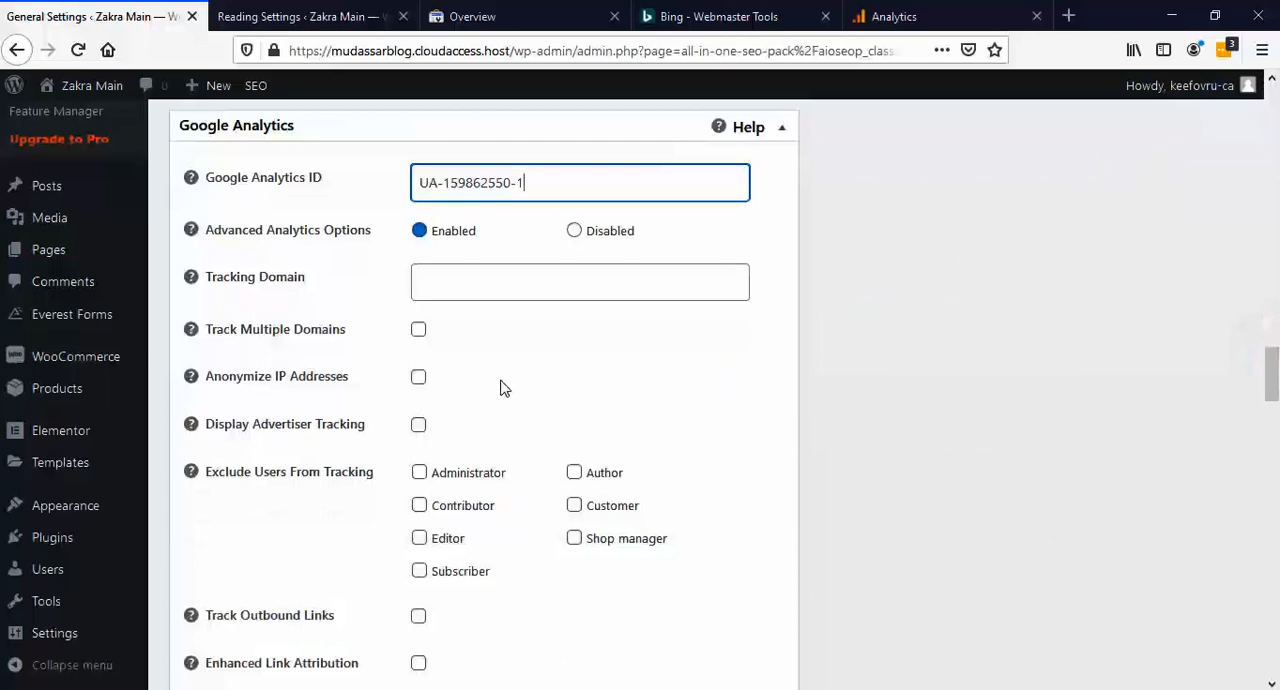 General Settings ‹ Zakra Main — W
Reading Settings ‹ Zakra Main — 
Overview
Bing - Webmaster Tools
Analytics
https://mudassarblog.cloudaccess.host/wp-admin/admin.php?page=all-in-one-seo-pack%2Faioseop_class
3
Zakra Main
0
New
SEO
Howdy, keefovru-ca
Feature Manager
Upgrade to Pro
Posts
Media
Pages
Comments
Everest Forms
WooCommerce
Products
Elementor
Templates
Appearance
Plugins
Users
Tools
Settings
Collapse menu
Google Analytics
Help
Google Analytics ID
UA-159862550-1
Advanced Analytics Options
Enabled
Disabled
Tracking Domain
Track Multiple Domains
Anonymize IP Addresses
Display Advertiser Tracking
Exclude Users From Tracking
Administrator
Author
Contributor
Customer
Editor
Shop manager
Subscriber
Track Outbound Links
Enhanced Link Attribution